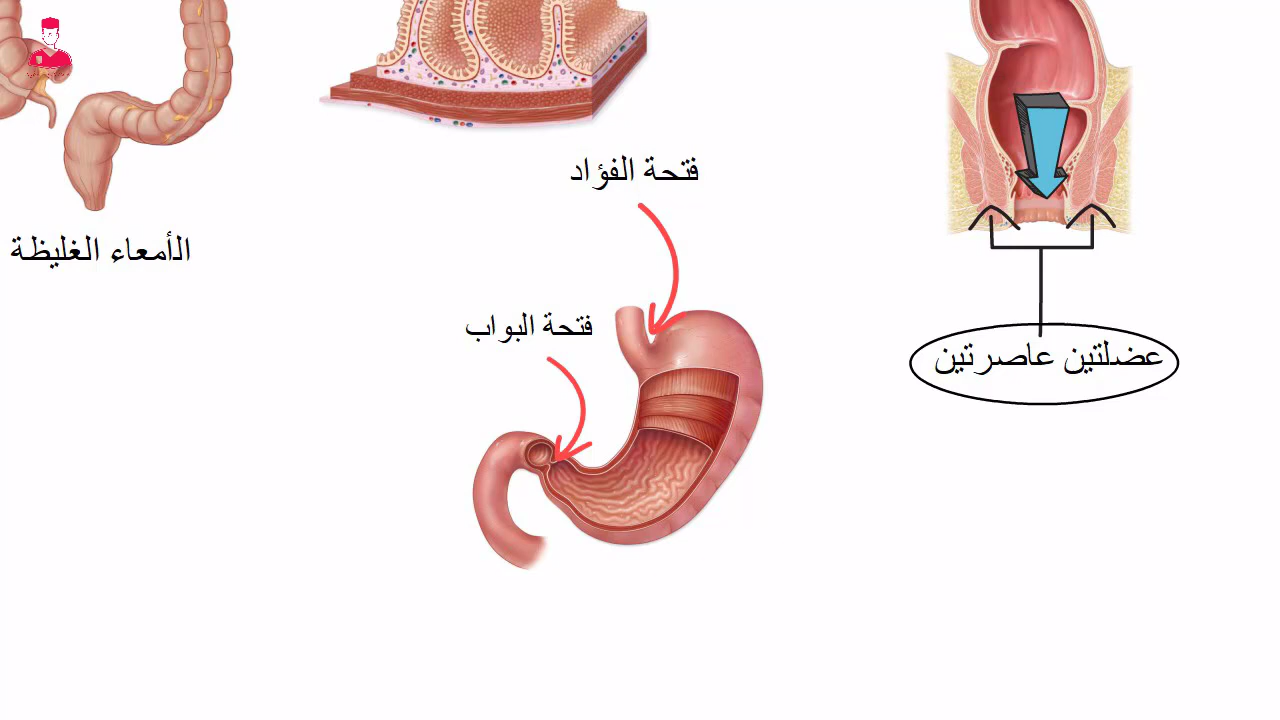 فتحة الفؤاد
الأمعاء الغليظة
فتحة البواب
عضلتين عاصرتين